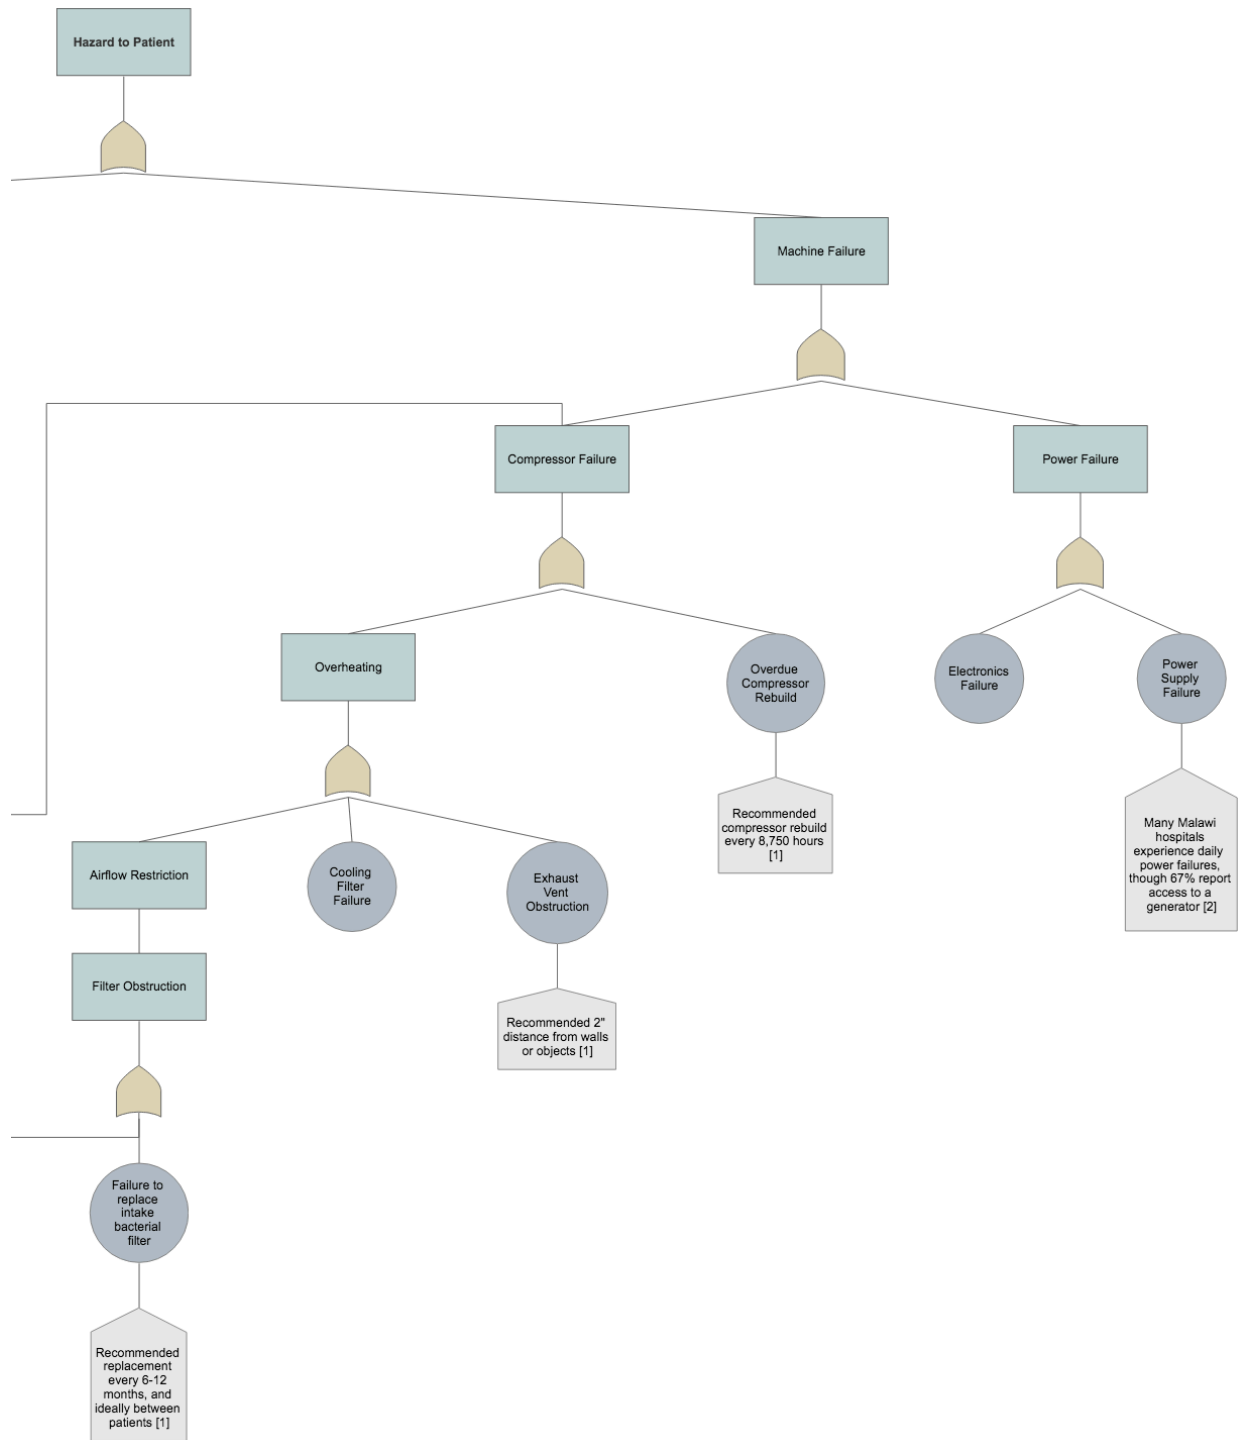 Hazard to Patient
Machine Failure
Compressor Failure
Power Failure
Overheating
Overdue
Compressor
Rebuild
Electronics
Failure
Power
Supply
Failure
Recommended
compressor rebuild
every 8,750 hours
[1]
Many Malawi
hospitals
experience daily
power failures,
though 67% report
access to a
generator [2]
Airflow Restriction
Cooling
Filter
Failure
Exhaust
Vent
Obstruction
Filter Obstruction
Recommended 2"
distance from walls
or objects [1]
Failure to
replace
intake
bacterial
filter
Recommended
replacement
every 6-12
months, and
ideally between
patients [1]